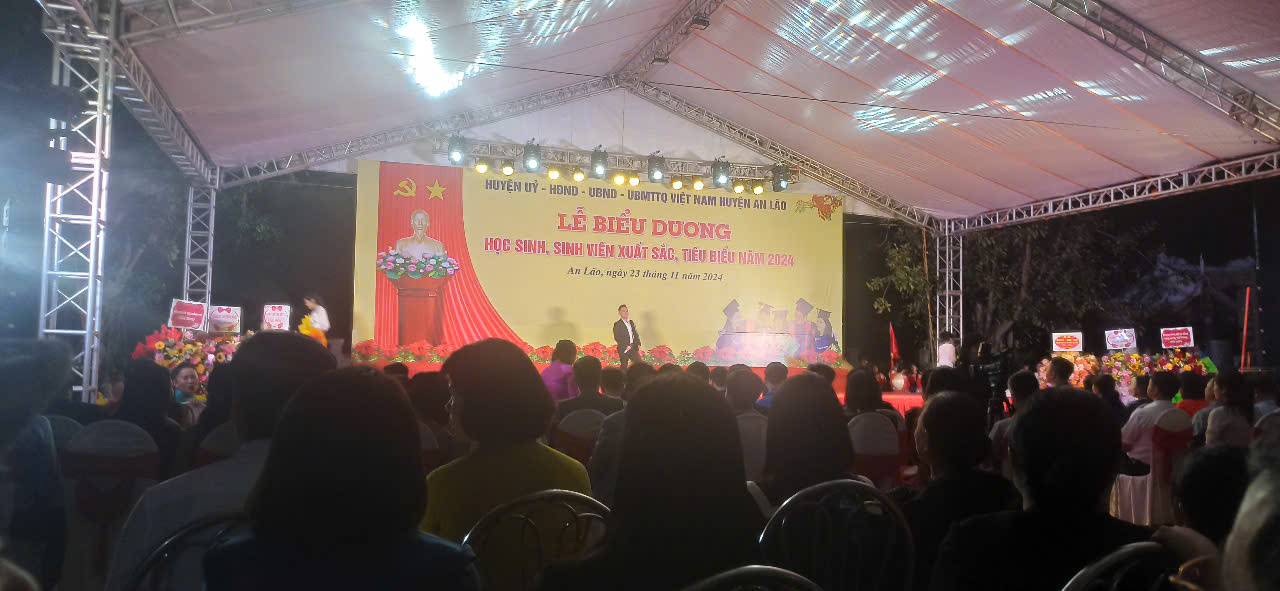 HUYỆN UỶ - HĐND - UBND - UBMTTQ VIỆT NAM HUYỆN AN LÃO
LỄ BIỂU DƯƠNG
HỌC SINH, SINH VIÊN XUẤT SẮC, TIÊU BIỂU NĂM 2024
An Lão, ngày 23 tháng 11 năm 2024